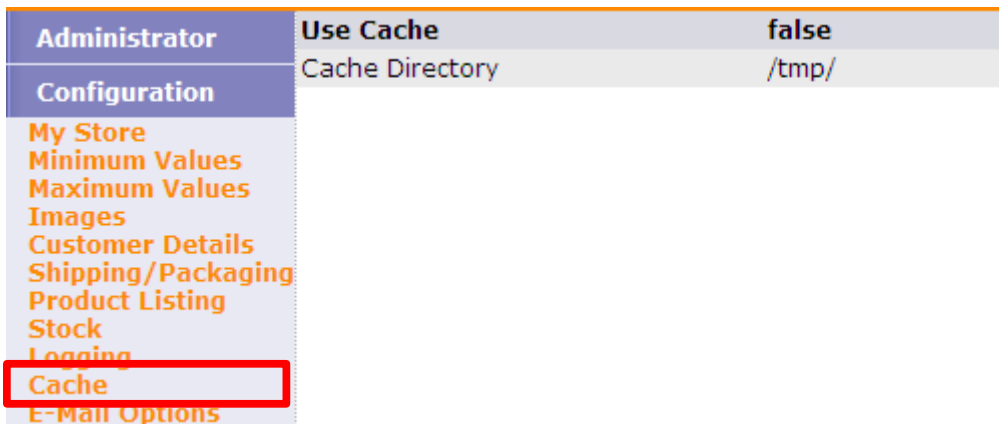 Administrator
Configuration
My Store
Minimum Values
Maximum Values
Images
Customer Details
Shipping/Packaging
Product Listing
Stock
Logging
Cache
E-Mail Options
Use Cache false
Cache Directory /tmp/